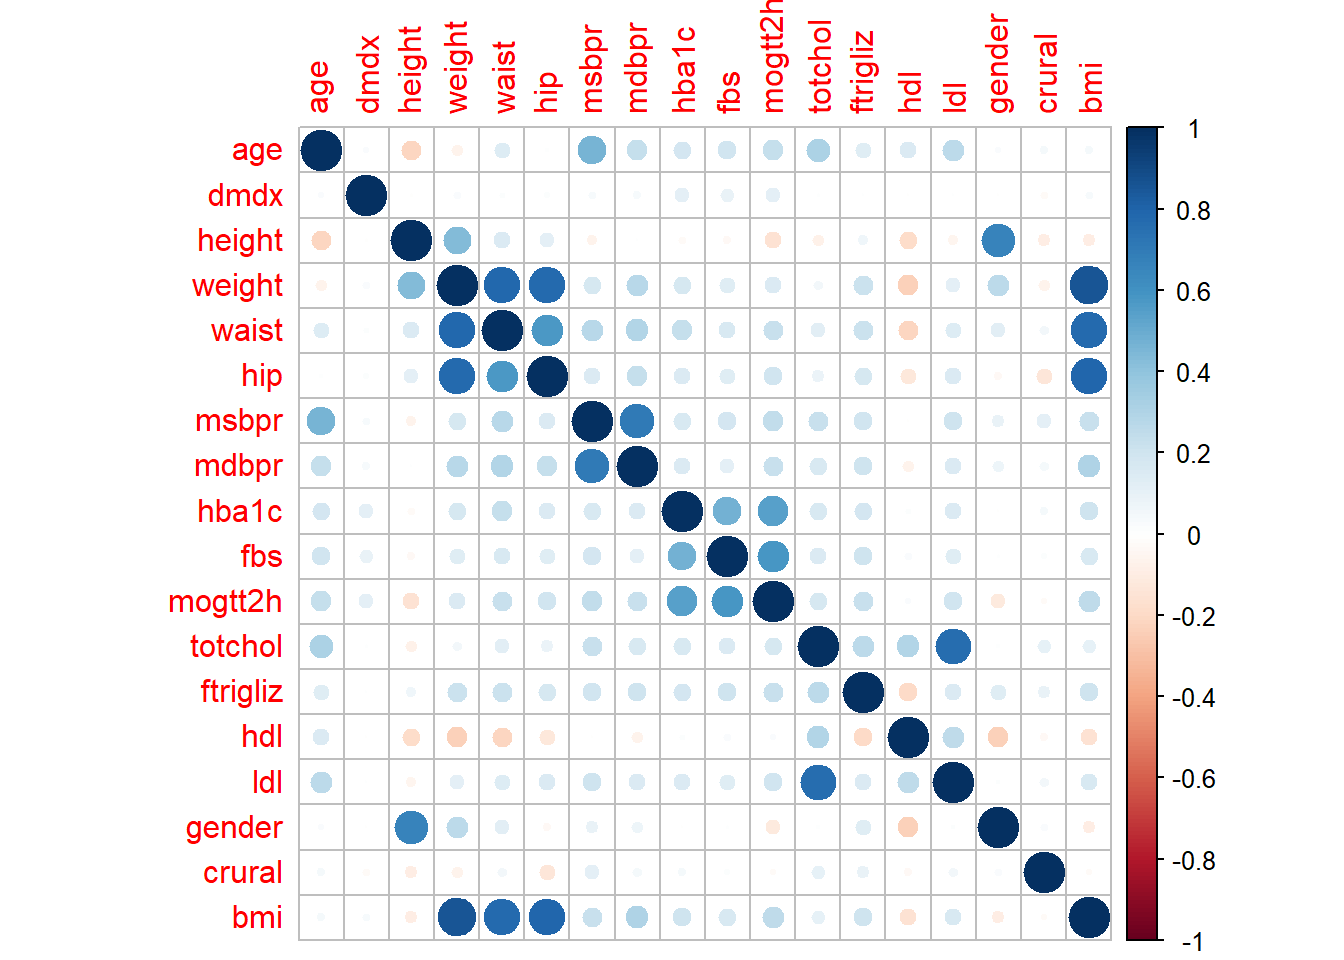 age dmdx height weight waist hip msbpr mdbpr hba1c fbs mogtt2h totchol ftrigliz hdl ldl gender crural bmi
age
dmdx
height
weight
waist
hip
msbpr
mdbpr
hba1c
fbs
mogtt2h
totchol
ftrigliz
hdl
ldl
gender
crural
bmi
1
0.8
0.6
0.4
0.2
0
-0.2
-0.4
-0.6
-0.8
-1